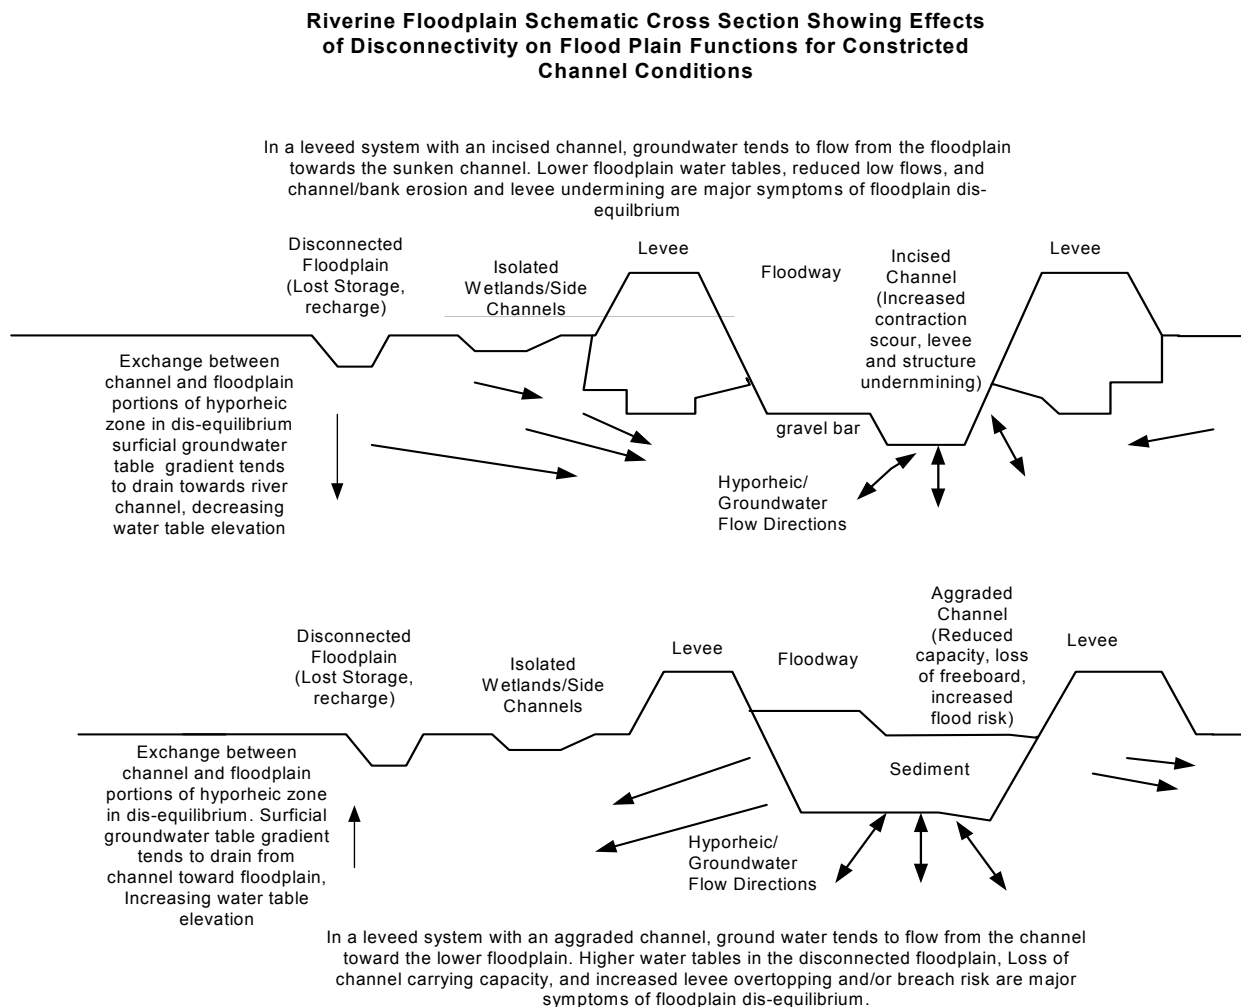 Riverine Floodplain Schematic Cross Section Showing Effects
of Disconnectivity on Flood Plain Functions for Constricted
Channel Conditions
In a leveed system with an incised channel, groundwater tends to flow from the floodplain
towards the sunken channel. Lower floodplain water tables, reduced low flows, and
channel/bank erosion and levee undermining are major symptoms of floodplain dis-
equilbrium
Disconnected
Floodplain
(Lost Storage,
recharge)
Isolated
Wetlands/Side
Channels
Levee
Floodway
Incised
Channel
(Increased
contraction
scour, levee
and structure
undernmining)
Levee
Exchange between
channel and floodplain
portions of hyporheic
zone in dis-equilibrium
surficial groundwater
table gradient tends
to drain towards river
channel, decreasing
water table elevation
gravel bar
Hyporheic/
Groundwater
Flow Directions
Disconnected
Floodplain
(Lost Storage,
recharge)
Isolated
Wetlands/Side
Channels
Levee
Floodway
Aggraded
Channel
(Reduced
capacity, loss
of freeboard,
increased
flood risk)
Levee
Exchange between
channel and floodplain
portions of hyporheic zone
in dis-equilibrium. Surficial
groundwater table gradient
tends to drain from
channel toward floodplain,
Increasing water table
elevation
Sediment
Hyporheic/
Groundwater
Flow Directions
In a leveed system with an aggraded channel, ground water tends to flow from the channel
toward the lower floodplain. Higher water tables in the disconnected floodplain, Loss of
channel carrying capacity, and increased levee overtopping and/or breach risk are major
symptoms of floodplain dis-equilibrium.